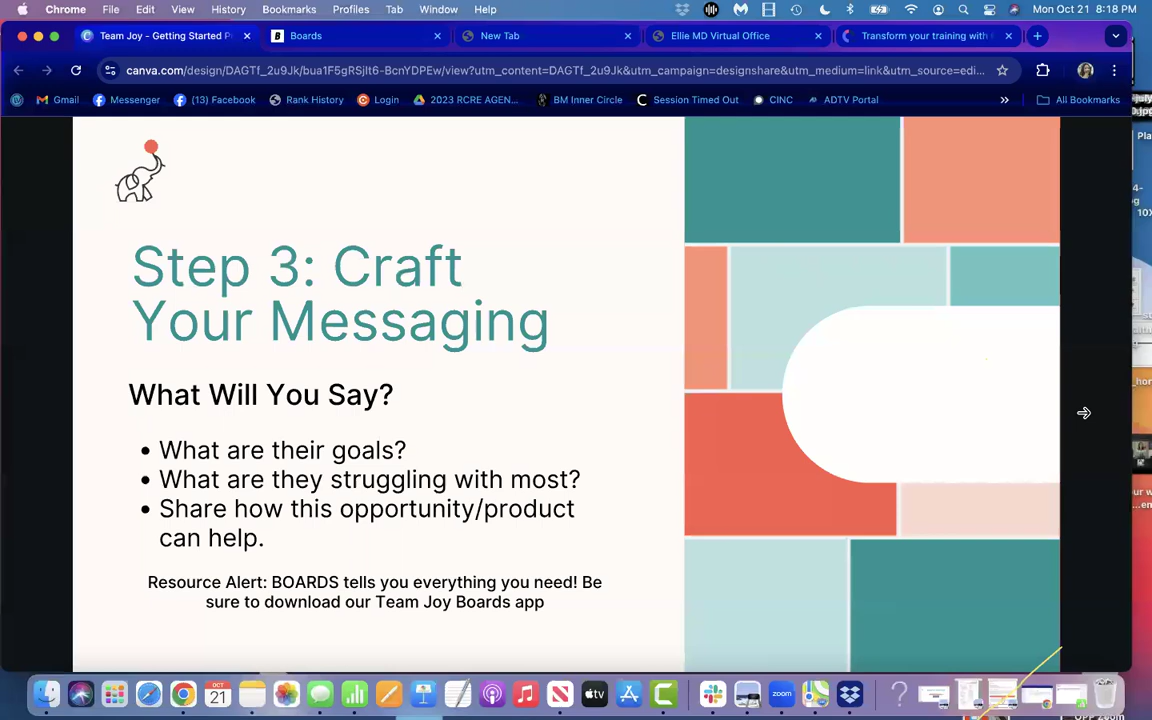 Chrome File Edit View History Bookmarks Profiles Tab Window Help Mon Oct 21 8:18 PM
Team Joy - Getting Started P Boards New Tab Ellie MD Virtual Office Transform your training with
canva.com/design/DAGTf_2u9Jk/bua1F5gRSjIt6-BcnYDPEw/view?utm_content=DAGTf_2u9Jk&utm_campaign=designshare&utm_medium=link&utm_source=edi...
Gmail Messenger (13) Facebook Rank History Login 2023 RCRE AGEN... BM Inner Circle Session Timed Out CINC ADTV Portal » All Bookmarks
Step 3: Craft
Your Messaging
What Will You Say?
• What are their goals?
• What are they struggling with most?
• Share how this opportunity/product
can help.
Resource Alert: BOARDS tells you everything you need! Be
sure to download our Team Joy Boards app
OCT
21
tv
zoom